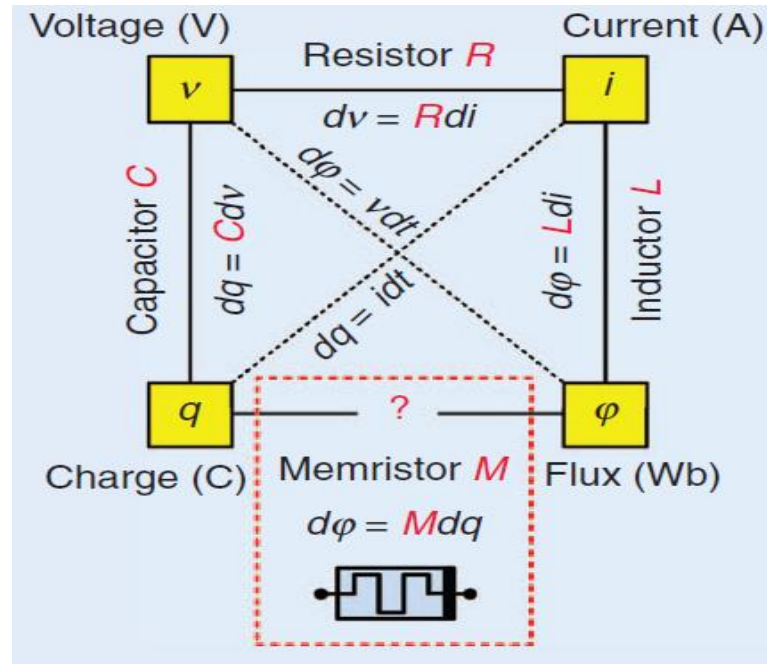 Voltage (V)
Current (A)
Resistor R
v
i
dv = Rdi
dφ = vdt
Capacitor C
dq = Cdv
dφ = Ldi
Inductor L
dq = idt
q
?
φ
Charge (C)
Memristor M
Flux (Wb)
dφ = Mdq